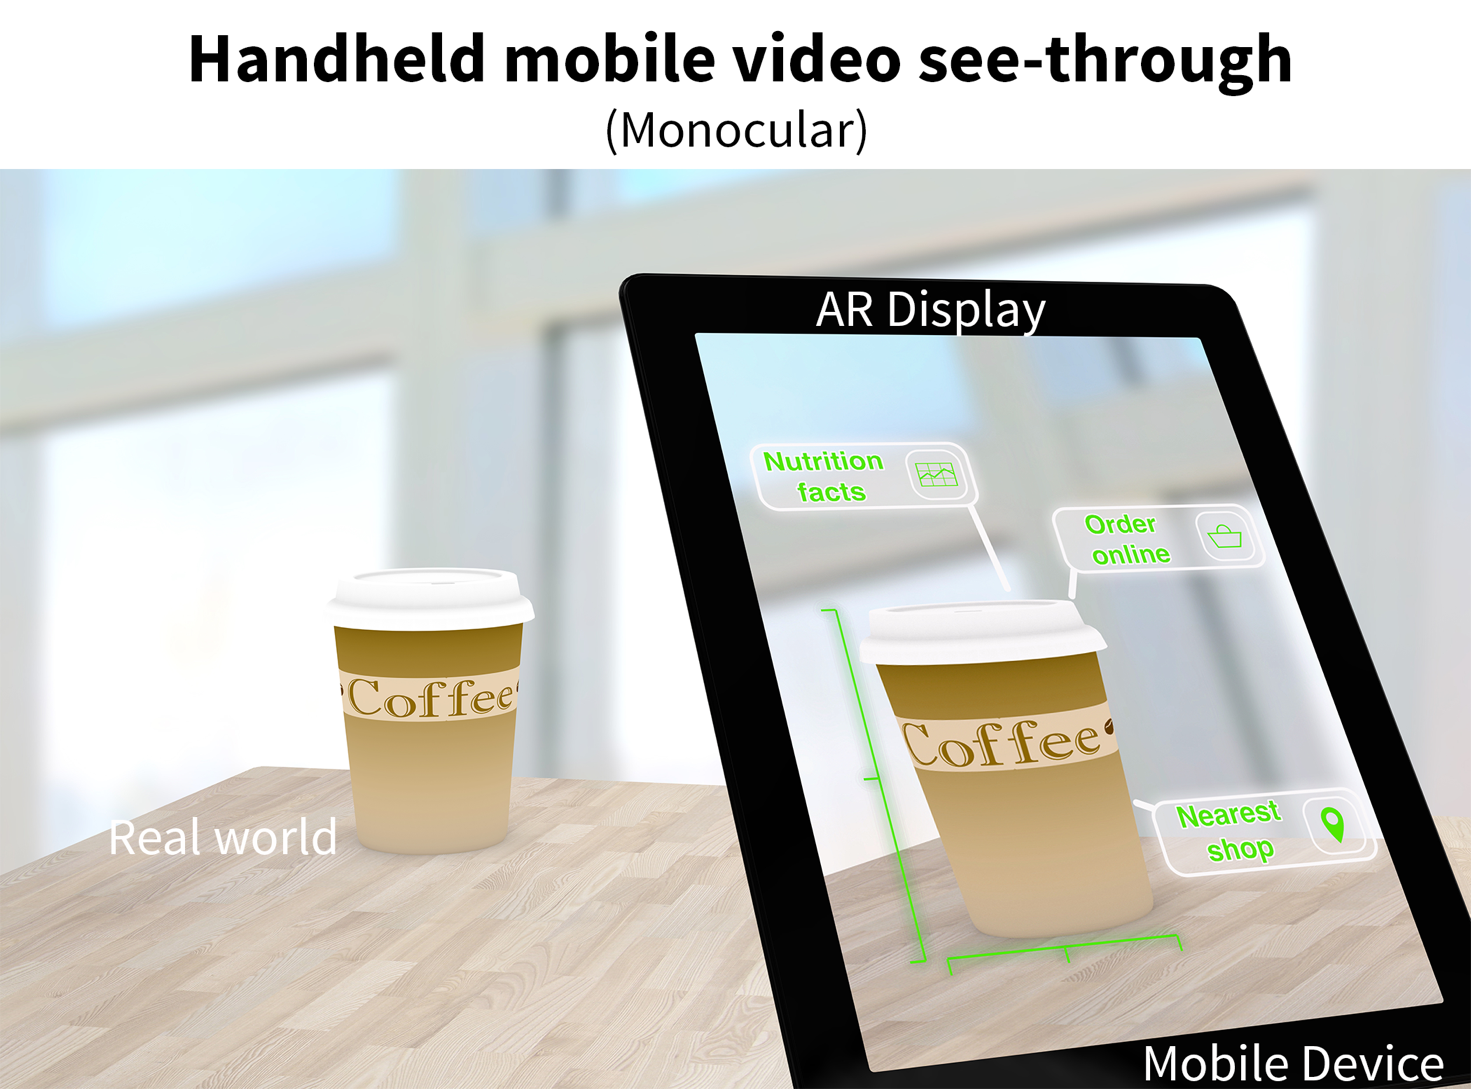 Handheld mobile video see-through
(Monocular)
AR Display
Nutrition
facts
Order
online
Coffee
Coffee
Nearest
shop
Real world
Mobile Device